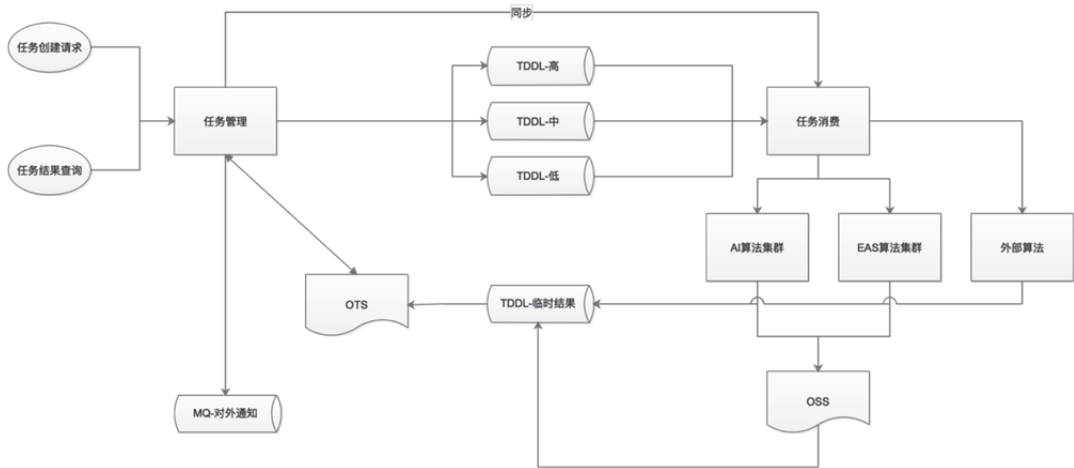 同步
任务创建请求
TDDL-高
任务管理
TDDL-中
任务消费
任务结果查询
TDDL-低
AI算法集群
EAS算法集群
外部算法
OTS
TDDL-临时结果
MQ-对外通知
OSS